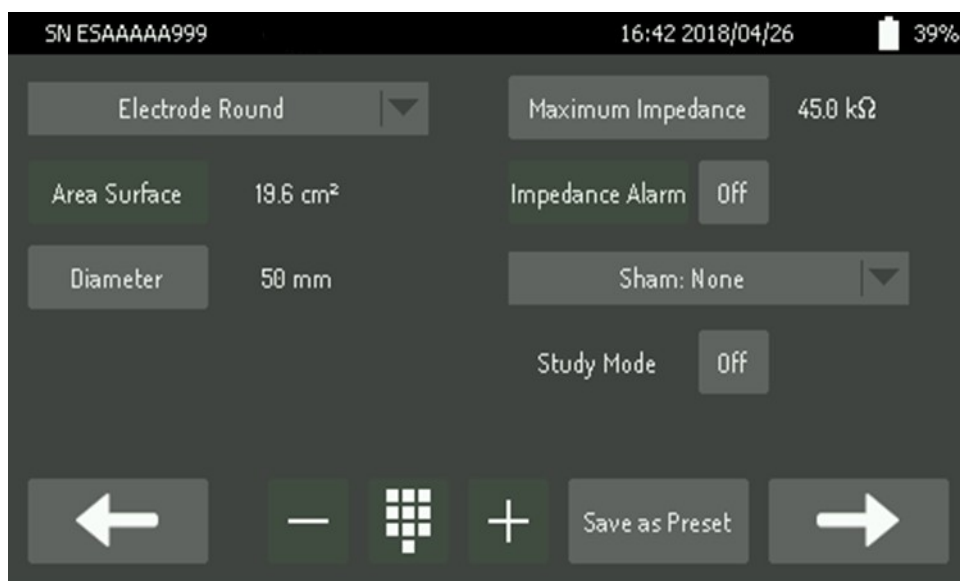 SN ESAAAAA999 16:42 2018/04/26 39%
Electrode Round Maximum Impedance 45.0 kΩ
Area Surface 19.6 cm² Impedance Alarm Off
Diameter 50 mm Sham: None
Study Mode Off
Save as Preset